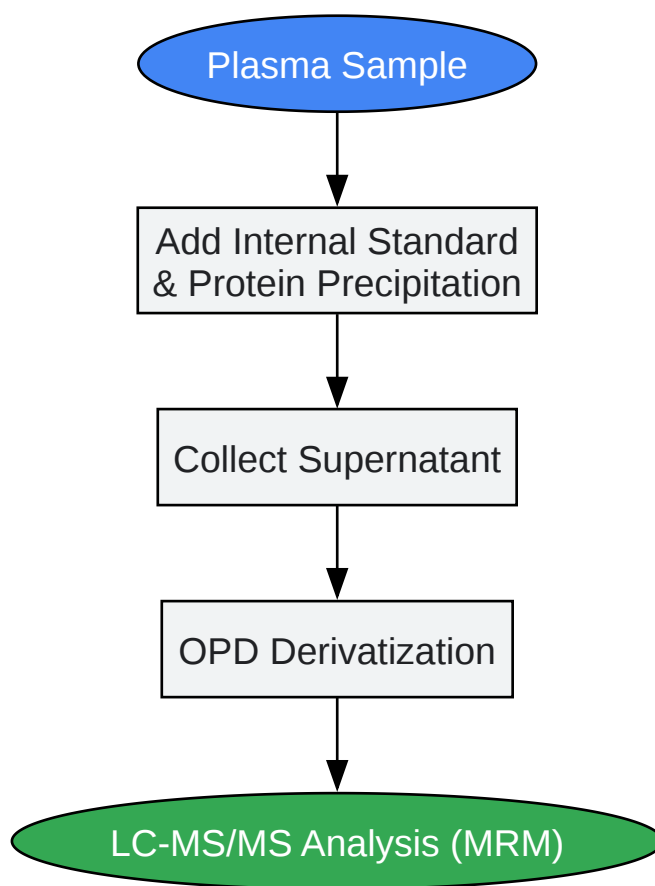 Plasma Sample
Add Internal Standard
& Protein Precipitation
Collect Supernatant
OPD Derivatization
LC-MS/MS Analysis (MRM)